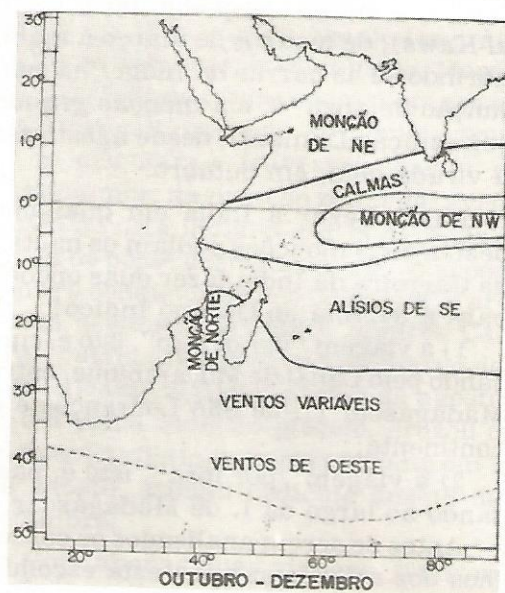 30°
20°
MONÇÃO
DE NE
10°
CALMAS
0°
MONÇÃO DE NW
10°
ALÍSIOS DE SE
MONÇÃO
DE NORTE
20°
30°
VENTOS VARIÁVEIS
40°
VENTOS DE OESTE
50°
20°
40°
60°
80°
OUTUBRO - DEZEMBRO